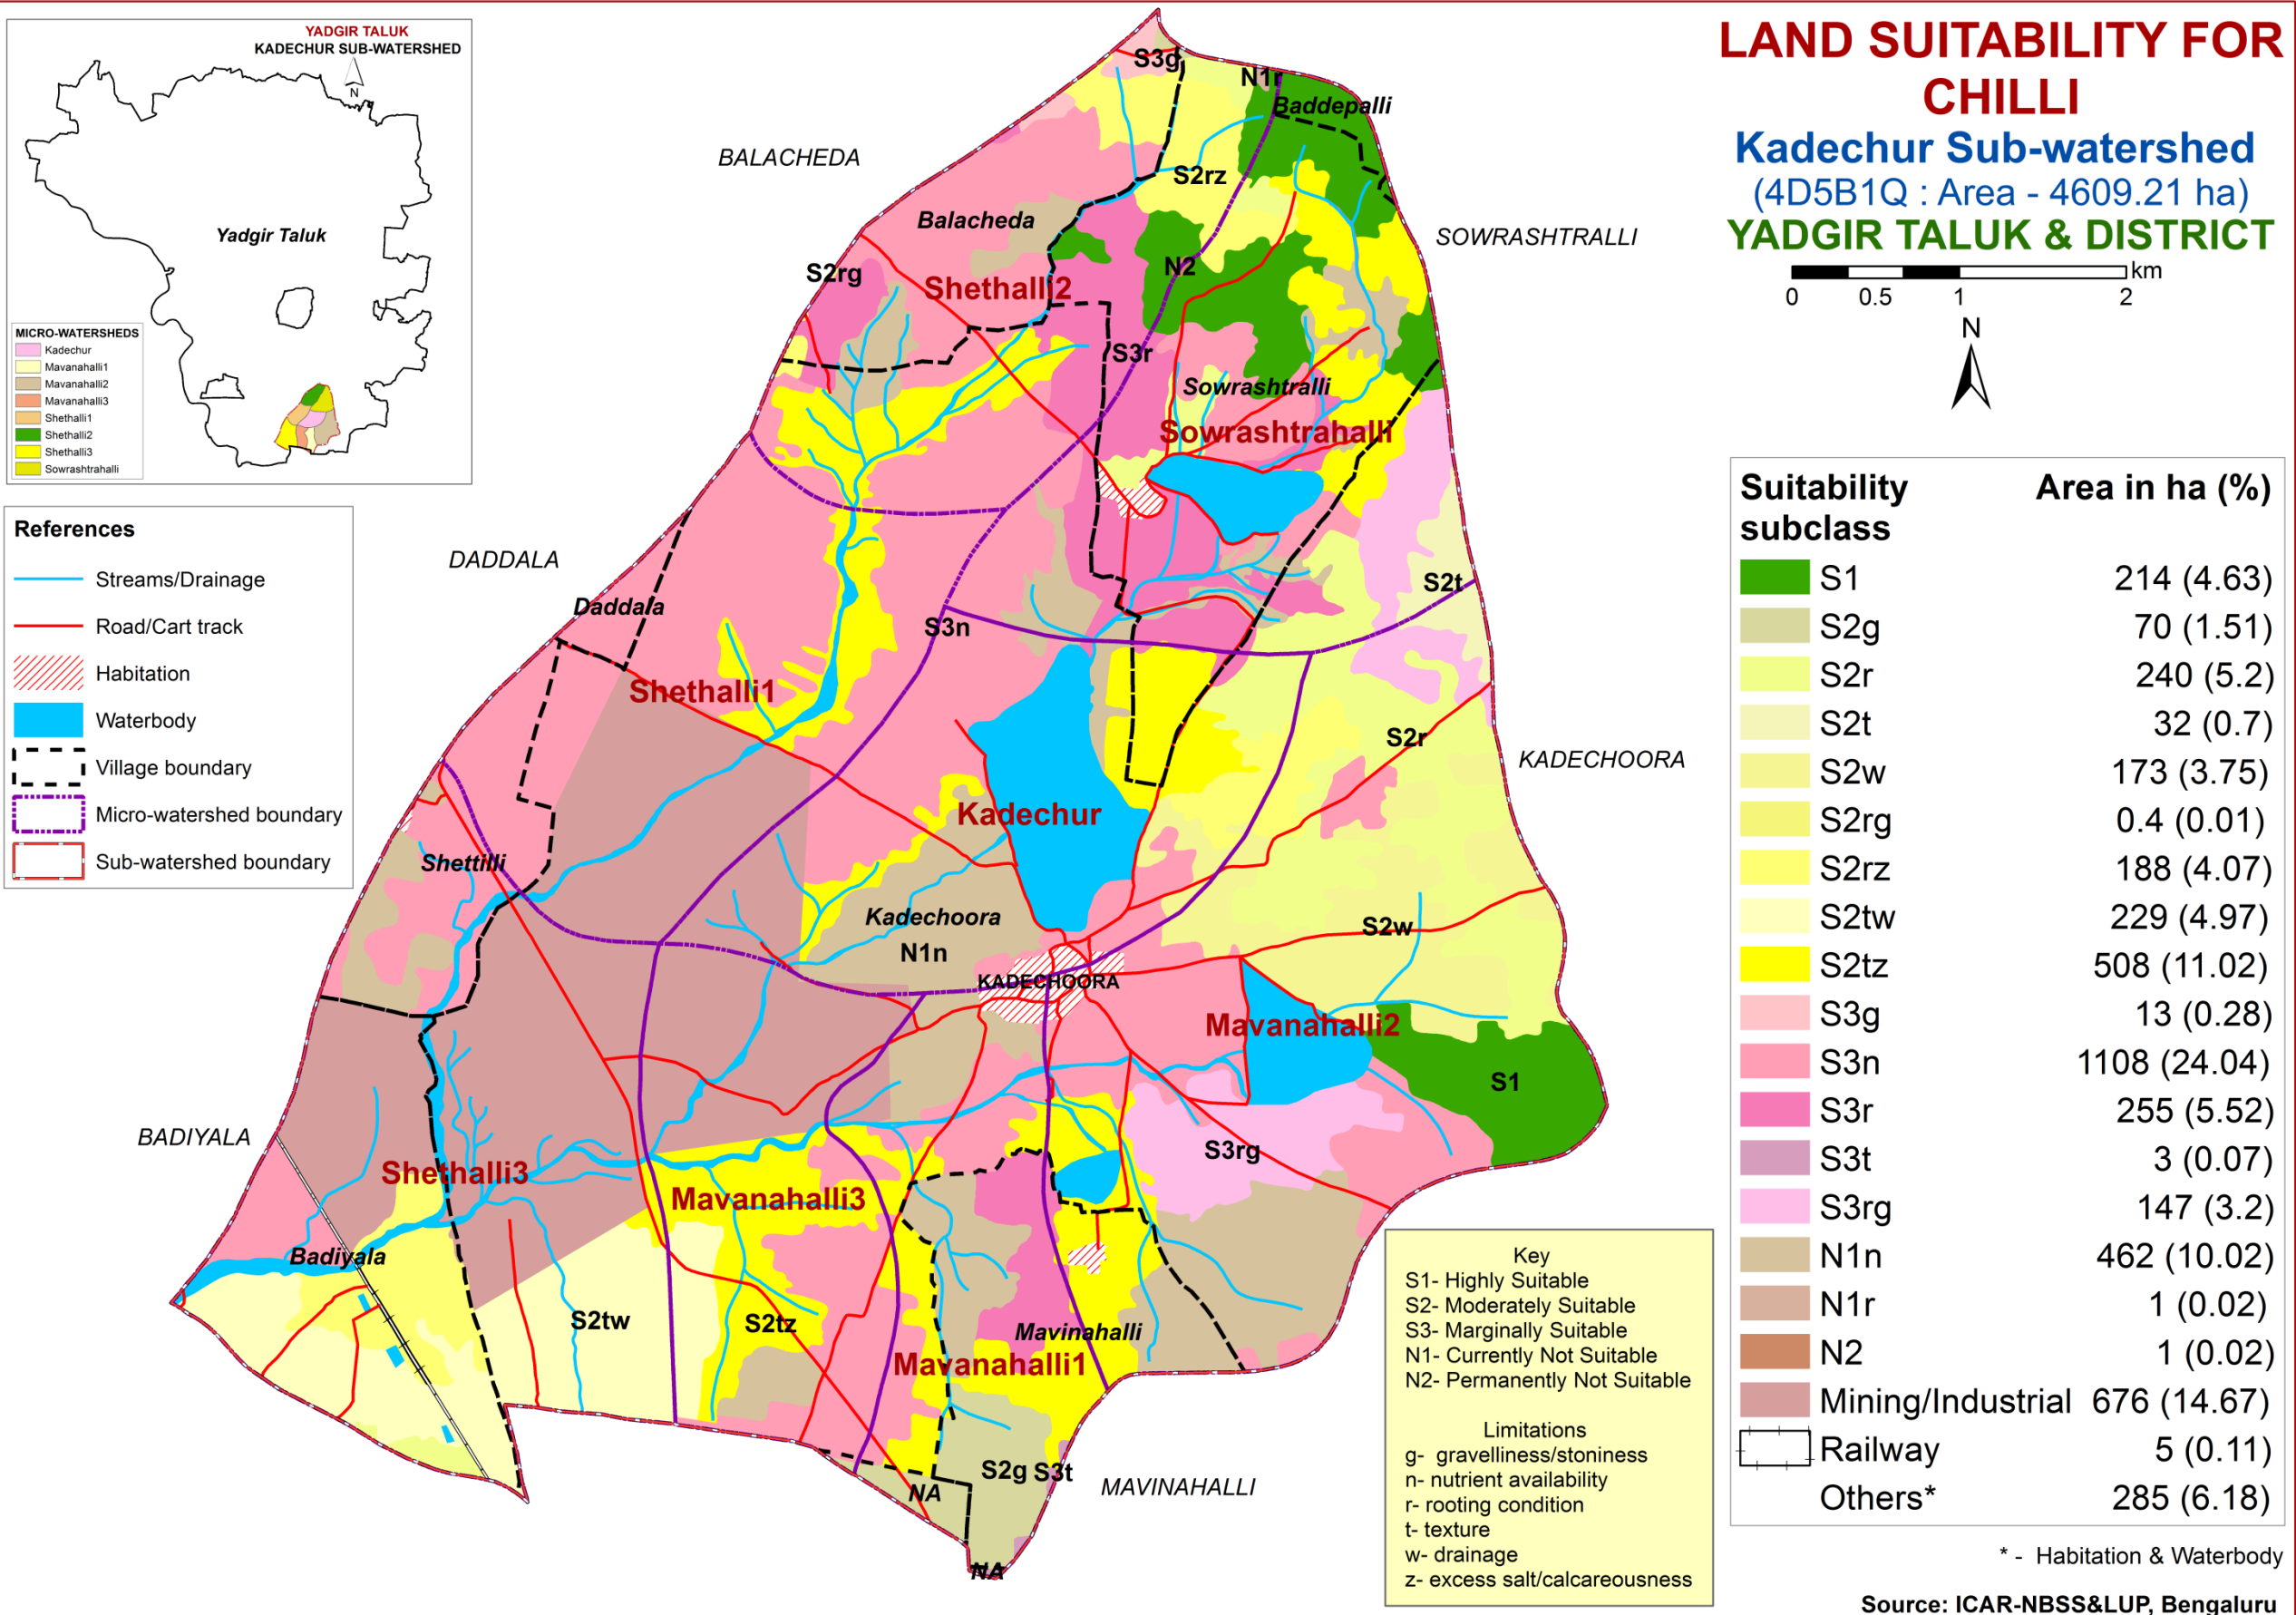 YADGIR TALUK
KADECHUR SUB-WATERSHED
N
Yadgir Taluk
MICRO-WATERSHEDS
Kadechur
Mavanahalli1
Mavanahalli2
Mavanahalli3
Shethalli1
Shethalli2
Shethalli3
Sowrashtrahalli
References
Streams/Drainage
Road/Cart track
Habitation
Waterbody
Village boundary
Micro-watershed boundary
Sub-watershed boundary
LAND SUITABILITY FOR
CHILLI
Kadechur Sub-watershed
(4D5B1Q : Area - 4609.21 ha)
YADGIR TALUK & DISTRICT
km
0 0.5 1 2
N
S3g
N1r
Baddepalli
BALACHEDA
S2rz
Balacheda
SOWRASHTRALLI
N2
S2rg
Shethalli2
S3r
Sowrashtralli
Sowrashtrahalli
DADDALA
S2t
Daddala
S3n
Shethalli1
S2r
KADECHOORA
Kadechur
Shettilli
Kadechoora
S2w
N1n
KADECHOORA
Mavanahalli2
S1
BADIYALA
S3rg
Shethalli3
Mavanahalli3
Badiyala
S2tw
S2tz
Mavinahalli
Mavanahalli1
S2g
S3t
MAVINAHALLI
NA
NA
Suitability
subclass
Area in ha (%)
S1 214 (4.63)
S2g 70 (1.51)
S2r 240 (5.2)
S2t 32 (0.7)
S2w 173 (3.75)
S2rg 0.4 (0.01)
S2rz 188 (4.07)
S2tw 229 (4.97)
S2tz 508 (11.02)
S3g 13 (0.28)
S3n 1108 (24.04)
S3r 255 (5.52)
S3t 3 (0.07)
S3rg 147 (3.2)
N1n 462 (10.02)
N1r 1 (0.02)
N2 1 (0.02)
Mining/Industrial 676 (14.67)
Railway 5 (0.11)
Others* 285 (6.18)
* - Habitation & Waterbody
Source: ICAR-NBSS&LUP, Bengaluru
Key
S1- Highly Suitable
S2- Moderately Suitable
S3- Marginally Suitable
N1- Currently Not Suitable
N2- Permanently Not Suitable
Limitations
g- gravelliness/stoniness
n- nutrient availability
r- rooting condition
t- texture
w- drainage
z- excess salt/calcareousness